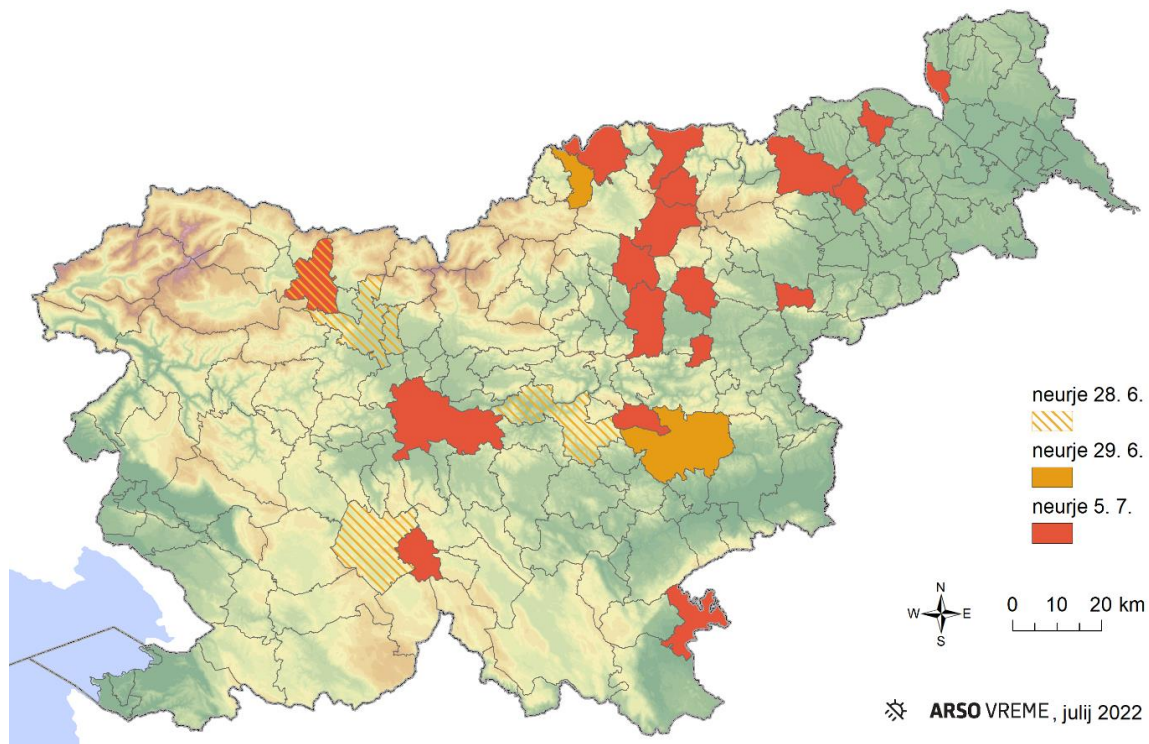 neurje 28. 6.
neurje 29. 6.
neurje 5. 7.
N
W E
S
0 10 20 km
ARSO VREME, julij 2022